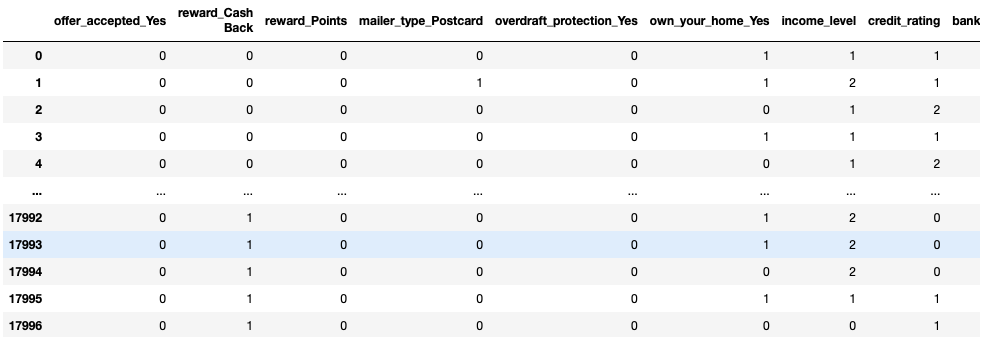 offer_accepted_Yes reward_Cash Back reward_Points mailer_type_Postcard overdraft_protection_Yes own_your_home_Yes income_level credit_rating bank
0 0 0 0 0 0 1 1 1
1 0 0 0 1 0 1 2 1
2 0 0 0 0 0 0 1 2
3 0 0 0 0 0 1 1 1
4 0 0 0 0 0 0 1 2
... ... ... ... ... ... ... ... ...
17992 0 1 0 0 0 1 2 0
17993 0 1 0 0 0 1 2 0
17994 0 1 0 0 0 0 2 0
17995 0 1 0 0 0 1 1 1
17996 0 1 0 0 0 0 0 1